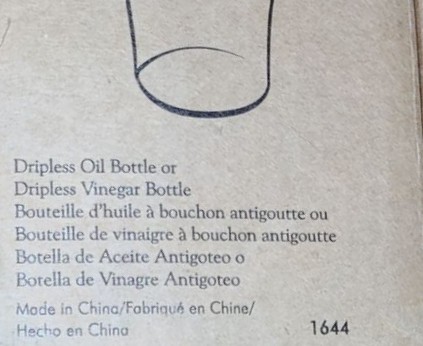 Dripless Oil Bottle or
Dripless Vinegar Bottle
Bouteille d'huile à bouchon antigoutte ou
Bouteille de vinaigre à bouchon antigoutte
Botella de Aceite Antigoteo o
Botella de Vinagre Antigoteo
Made in China/Fabriqué en Chine/
Hecho en China
1644